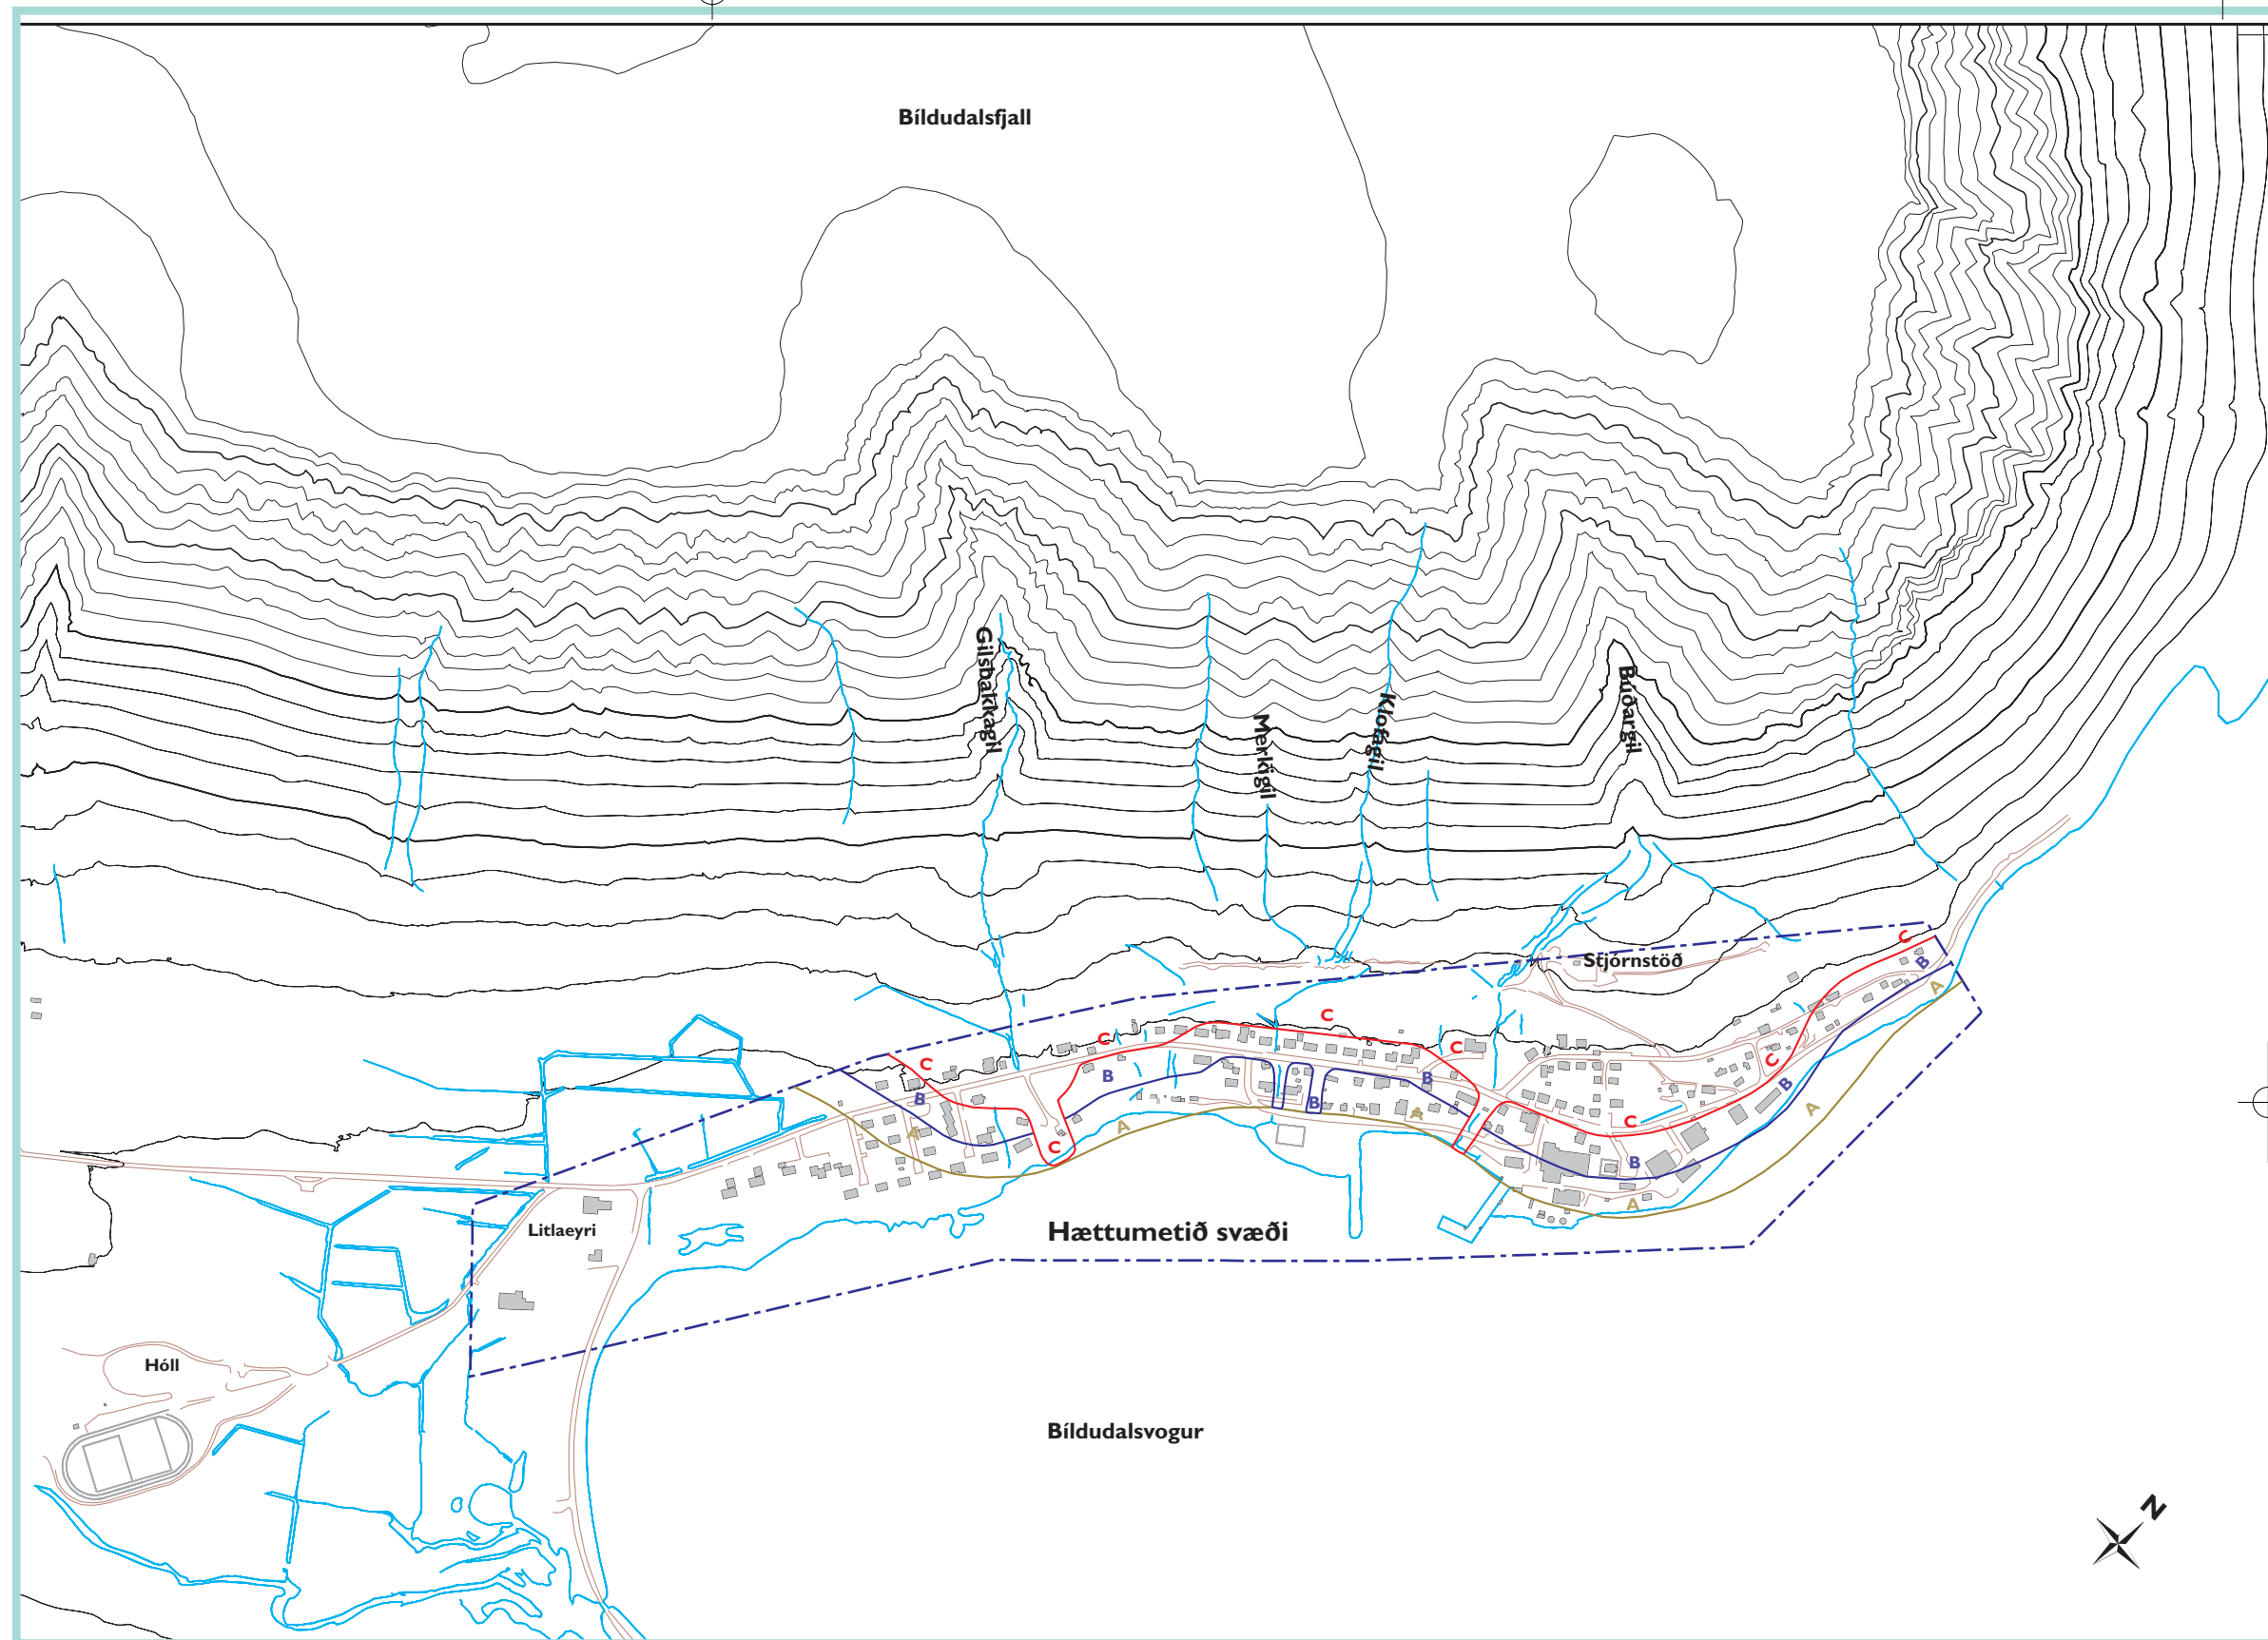 Bíldudalsfjall
Gilsbakkagil
Merkigil
Klofagil
Búðargil
Stjórnstöð
C
C
C
C
C
B
B
B
B
B
A
A
A
A
C
C
C
B
B
A
A
Litlaeyri
Hættumetið svæði
Hóll
Bíldudalsvogur
N